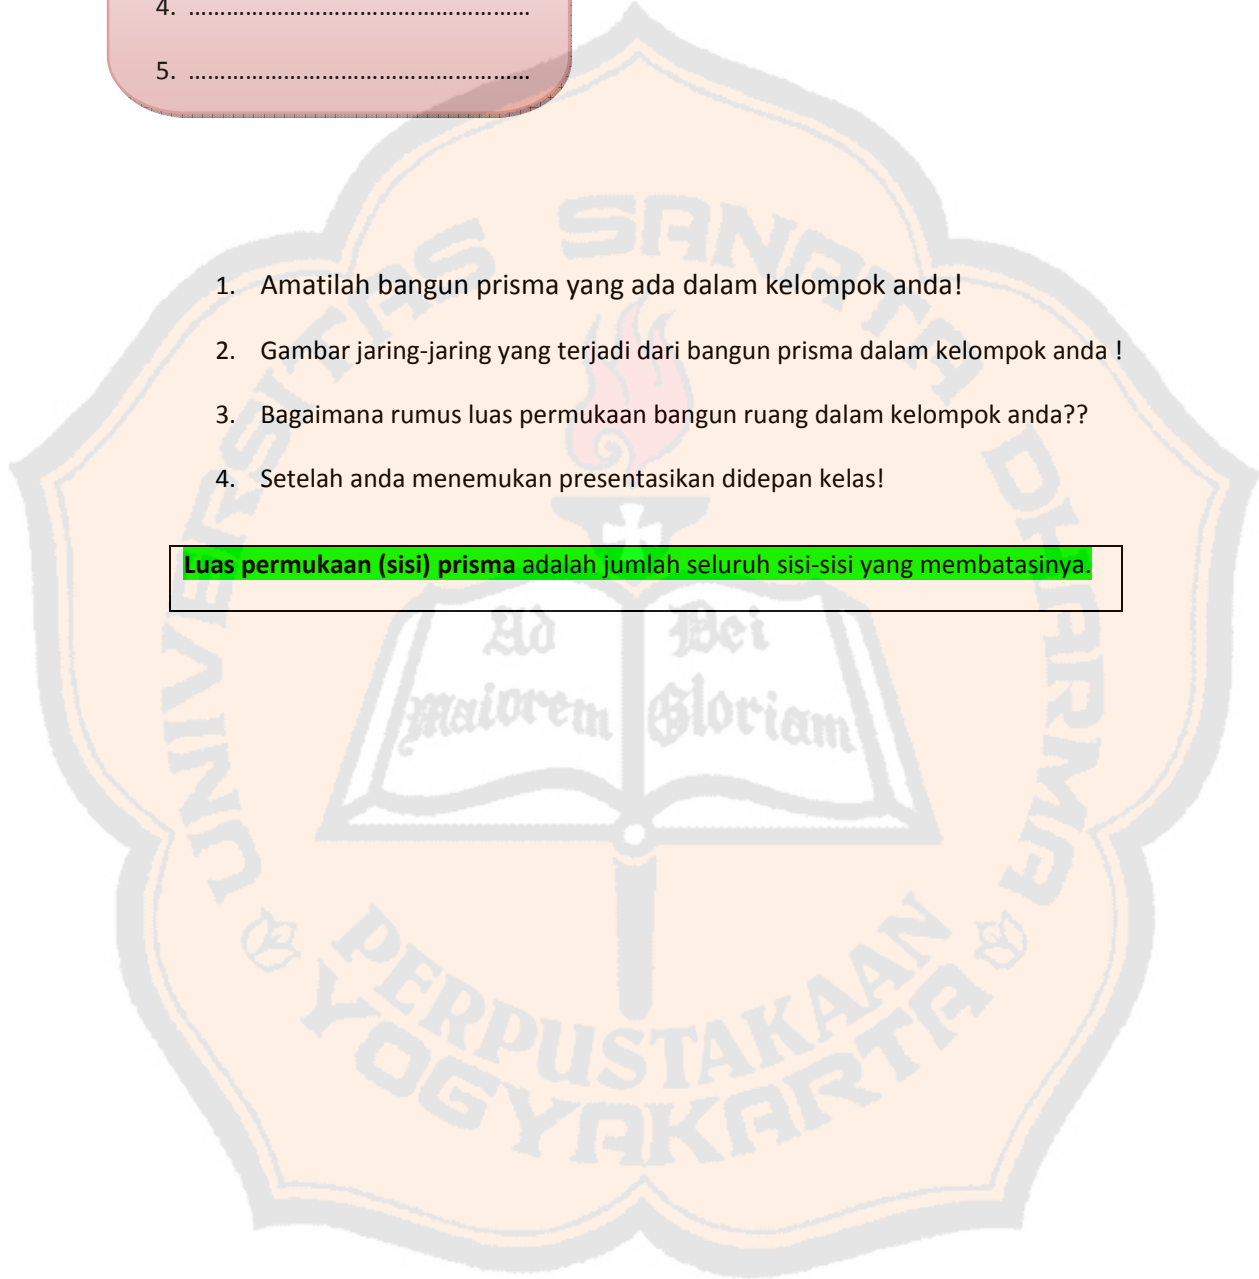 4. ........................................................
5. ........................................................
1. Amatilah bangun prisma yang ada dalam kelompok anda!
2. Gambar jaring-jaring yang terjadi dari bangun prisma dalam kelompok anda !
3. Bagaimana rumus luas permukaan bangun ruang dalam kelompok anda??
4. Setelah anda menemukan presentasikan didepan kelas!
Luas permukaan (sisi) prisma adalah jumlah seluruh sisi-sisi yang membatasinya.
UNIVERSITAS SANATA DHARMA
Ad Maiorem
Dei Gloriam
PERPUSTAKAAN
YOGYAKARTA